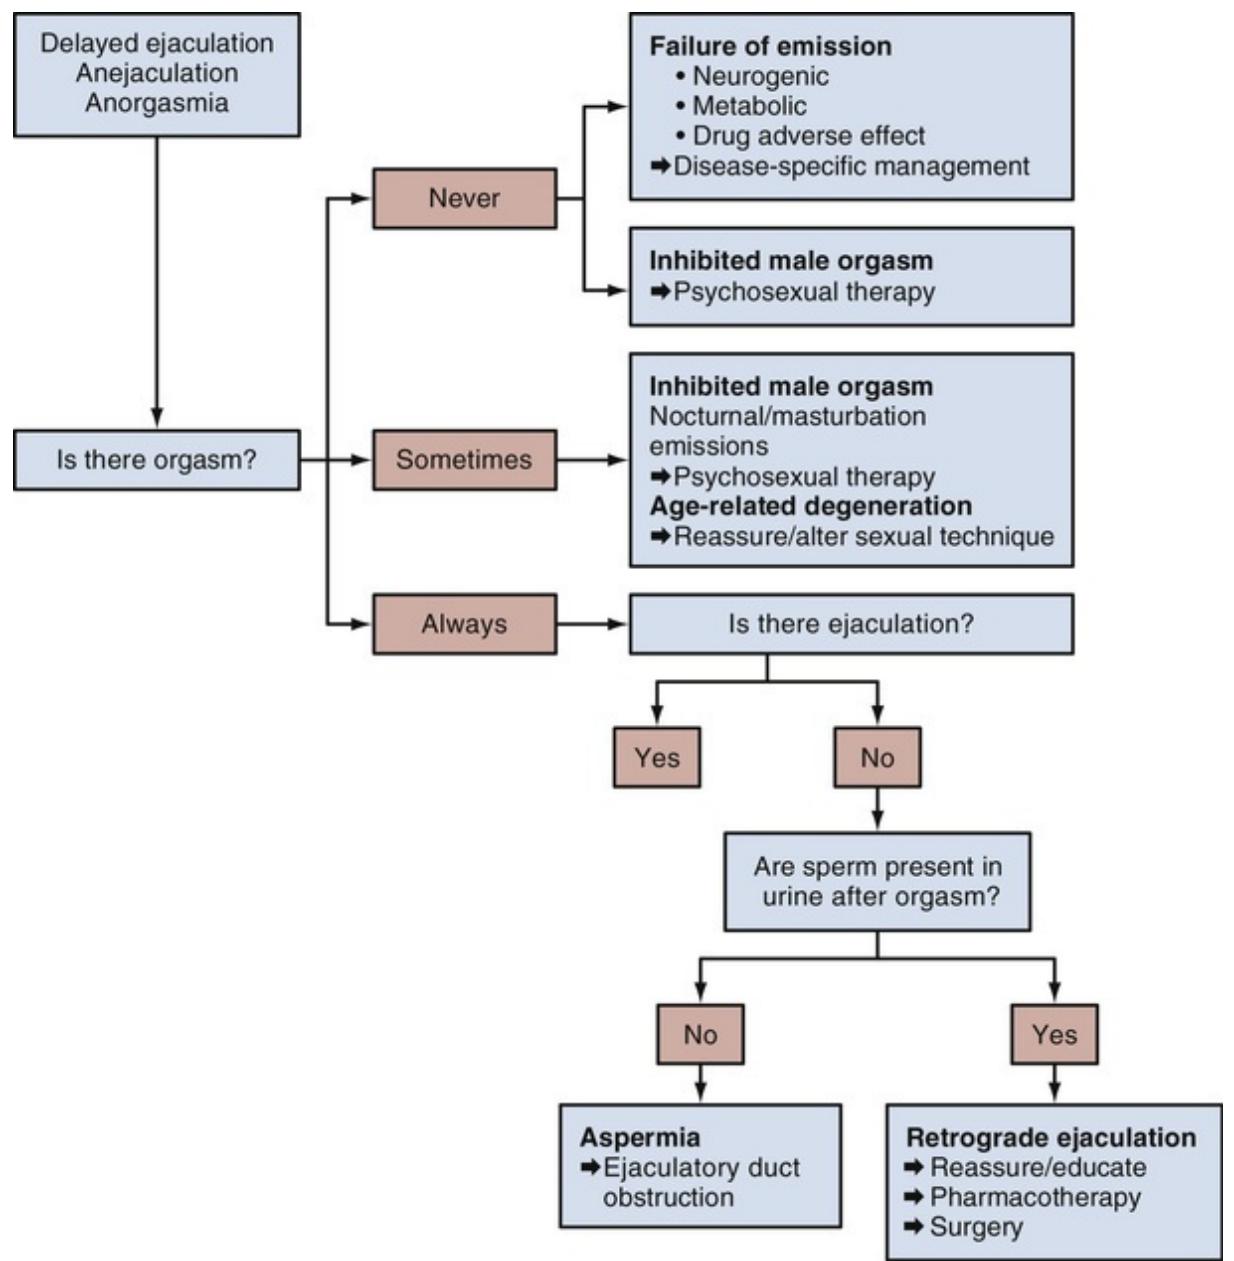 Delayed ejaculation
Anejaculation
Anorgasmia
Is there orgasm?
Never
Failure of emission
• Neurogenic
• Metabolic
• Drug adverse effect
➡Disease-specific management
Inhibited male orgasm
➡Psychosexual therapy
Sometimes
Inhibited male orgasm
Nocturnal/masturbation
emissions
➡Psychosexual therapy
Age-related degeneration
➡Reassure/alter sexual technique
Always
Is there ejaculation?
Yes
No
Are sperm present in
urine after orgasm?
No
Yes
Aspermia
➡Ejaculatory duct
obstruction
Retrograde ejaculation
➡Reassure/educate
➡Pharmacotherapy
➡Surgery